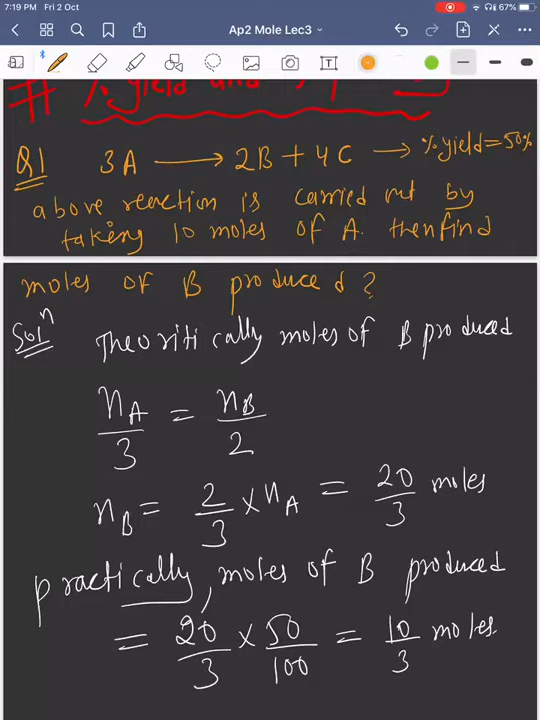 7:19 PM Fri 2 Oct 67%
Ap2 Mole Lec3
T
# % yield and
Q1 3A → 2B + 4C → % yield = 50%
above reaction is carried out by
taking 10 moles of A. then find
moles of B produced?
Solⁿ Theoritically moles of B produced
n_A/3 = n_B/2
n_B = 2/3 × n_A = 20/3 moles
practically, moles of B produced
= 20/3 × 50/100 = 10/3 moles